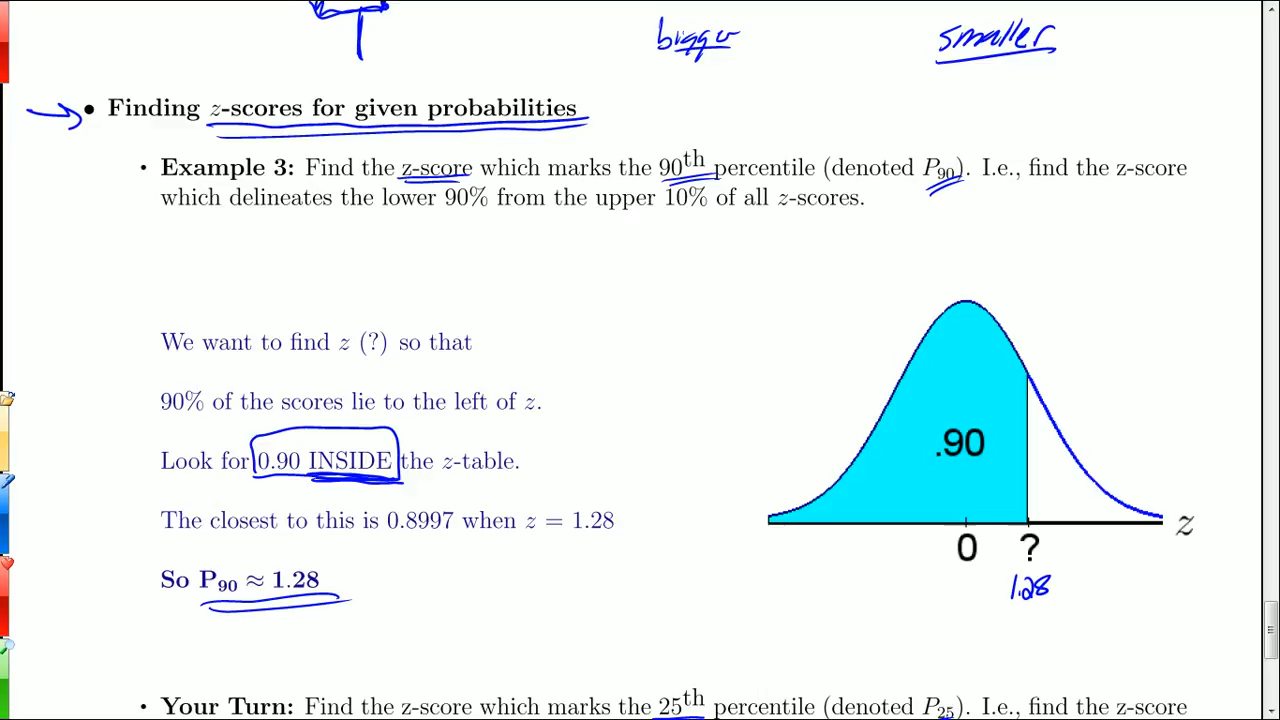 bigger smaller
• Finding z-scores for given probabilities
· Example 3: Find the z-score which marks the 90th percentile (denoted P90). I.e., find the z-score
which delineates the lower 90% from the upper 10% of all z-scores.
We want to find z (?) so that
90% of the scores lie to the left of z.
Look for 0.90 INSIDE the z-table.
The closest to this is 0.8997 when z = 1.28
So P90 ≈ 1.28
.90
z
0 ?
1.28
· Your Turn: Find the z-score which marks the 25th percentile (denoted P25). I.e., find the z-score